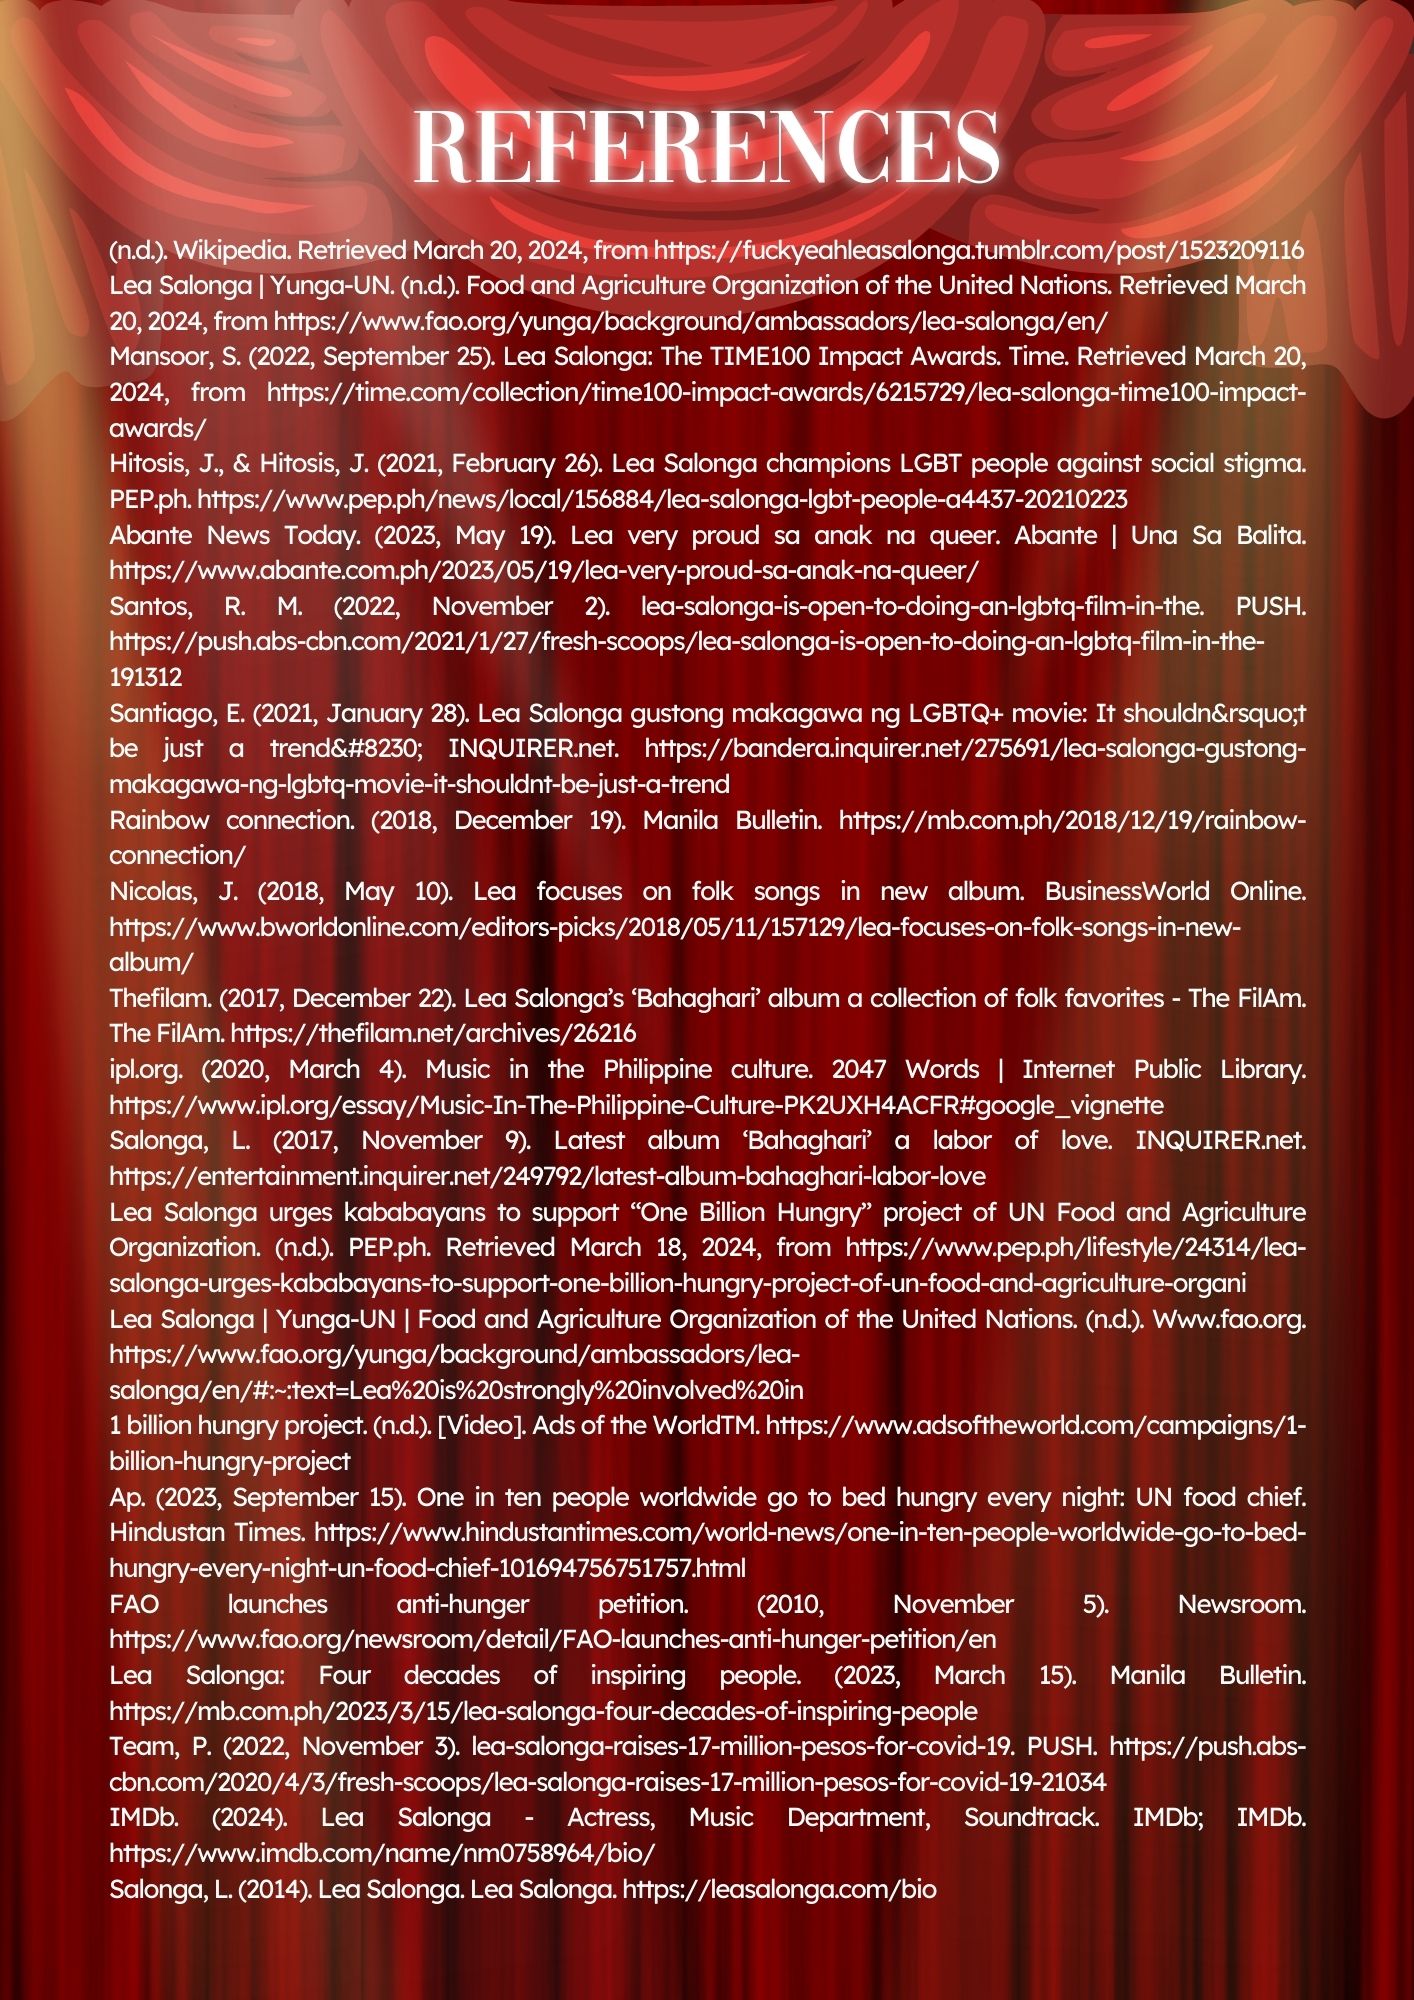 REFERENCES
(n.d.). Wikipedia. Retrieved March 20, 2024, from https://fuckyeahleasalonga.tumblr.com/post/1523209116
Lea Salonga | Yunga-UN. (n.d.). Food and Agriculture Organization of the United Nations. Retrieved March
20, 2024, from https://www.fao.org/yunga/background/ambassadors/lea-salonga/en/
Mansoor, S. (2022, September 25). Lea Salonga: The TIME100 Impact Awards. Time. Retrieved March 20,
2024, from https://time.com/collection/time100-impact-awards/6215729/lea-salonga-time100-impact-
awards/
Hitosis, J., & Hitosis, J. (2021, February 26). Lea Salonga champions LGBT people against social stigma.
PEP.ph. https://www.pep.ph/news/local/156884/lea-salonga-lgbt-people-a4437-20210223
Abante News Today. (2023, May 19). Lea very proud sa anak na queer. Abante | Una Sa Balita.
https://www.abante.com.ph/2023/05/19/lea-very-proud-sa-anak-na-queer/
Santos, R. M. (2022, November 2). lea-salonga-is-open-to-doing-an-lgbtq-film-in-the. PUSH.
https://push.abs-cbn.com/2021/1/27/fresh-scoops/lea-salonga-is-open-to-doing-an-lgbtq-film-in-the-
191312
Santiago, E. (2021, January 28). Lea Salonga gustong makagawa ng LGBTQ+ movie: It shouldn&rsquo;t
be just a trend&#8230; INQUIRER.net. https://bandera.inquirer.net/275691/lea-salonga-gustong-
makagawa-ng-lgbtq-movie-it-shouldnt-be-just-a-trend
Rainbow connection. (2018, December 19). Manila Bulletin. https://mb.com.ph/2018/12/19/rainbow-
connection/
Nicolas, J. (2018, May 10). Lea focuses on folk songs in new album. BusinessWorld Online.
https://www.bworldonline.com/editors-picks/2018/05/11/157129/lea-focuses-on-folk-songs-in-new-
album/
Thefilam. (2017, December 22). Lea Salonga’s ‘Bahaghari’ album a collection of folk favorites - The FilAm.
The FilAm. https://thefilam.net/archives/26216
ipl.org. (2020, March 4). Music in the Philippine culture. 2047 Words | Internet Public Library.
https://www.ipl.org/essay/Music-In-The-Philippine-Culture-PK2UXH4ACFR#google_vignette
Salonga, L. (2017, November 9). Latest album ‘Bahaghari’ a labor of love. INQUIRER.net.
https://entertainment.inquirer.net/249792/latest-album-bahaghari-labor-love
Lea Salonga urges kababayans to support “One Billion Hungry” project of UN Food and Agriculture
Organization. (n.d.). PEP.ph. Retrieved March 18, 2024, from https://www.pep.ph/lifestyle/24314/lea-
salonga-urges-kababayans-to-support-one-billion-hungry-project-of-un-food-and-agriculture-organi
Lea Salonga | Yunga-UN | Food and Agriculture Organization of the United Nations. (n.d.). Www.fao.org.
https://www.fao.org/yunga/background/ambassadors/lea-
salonga/en/#:~:text=Lea%20is%20strongly%20involved%20in
1 billion hungry project. (n.d.). [Video]. Ads of the WorldTM. https://www.adsoftheworld.com/campaigns/1-
billion-hungry-project
Ap. (2023, September 15). One in ten people worldwide go to bed hungry every night: UN food chief.
Hindustan Times. https://www.hindustantimes.com/world-news/one-in-ten-people-worldwide-go-to-bed-
hungry-every-night-un-food-chief-101694756751757.html
FAO launches anti-hunger petition. (2010, November 5). Newsroom.
https://www.fao.org/newsroom/detail/FAO-launches-anti-hunger-petition/en
Lea Salonga: Four decades of inspiring people. (2023, March 15). Manila Bulletin.
https://mb.com.ph/2023/3/15/lea-salonga-four-decades-of-inspiring-people
Team, P. (2022, November 3). lea-salonga-raises-17-million-pesos-for-covid-19. PUSH. https://push.abs-
cbn.com/2020/4/3/fresh-scoops/lea-salonga-raises-17-million-pesos-for-covid-19-21034
IMDb. (2024). Lea Salonga - Actress, Music Department, Soundtrack. IMDb; IMDb.
https://www.imdb.com/name/nm0758964/bio/
Salonga, L. (2014). Lea Salonga. Lea Salonga. https://leasalonga.com/bio